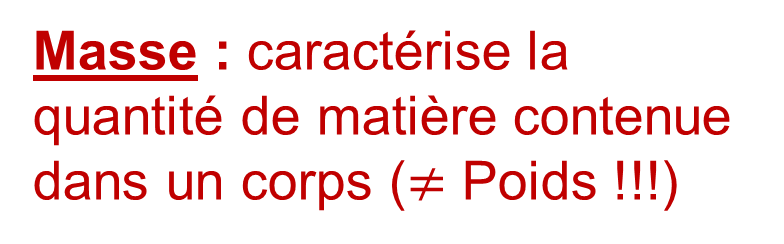 Masse : caractérise la
quantité de matière contenue
dans un corps (≠ Poids !!!)